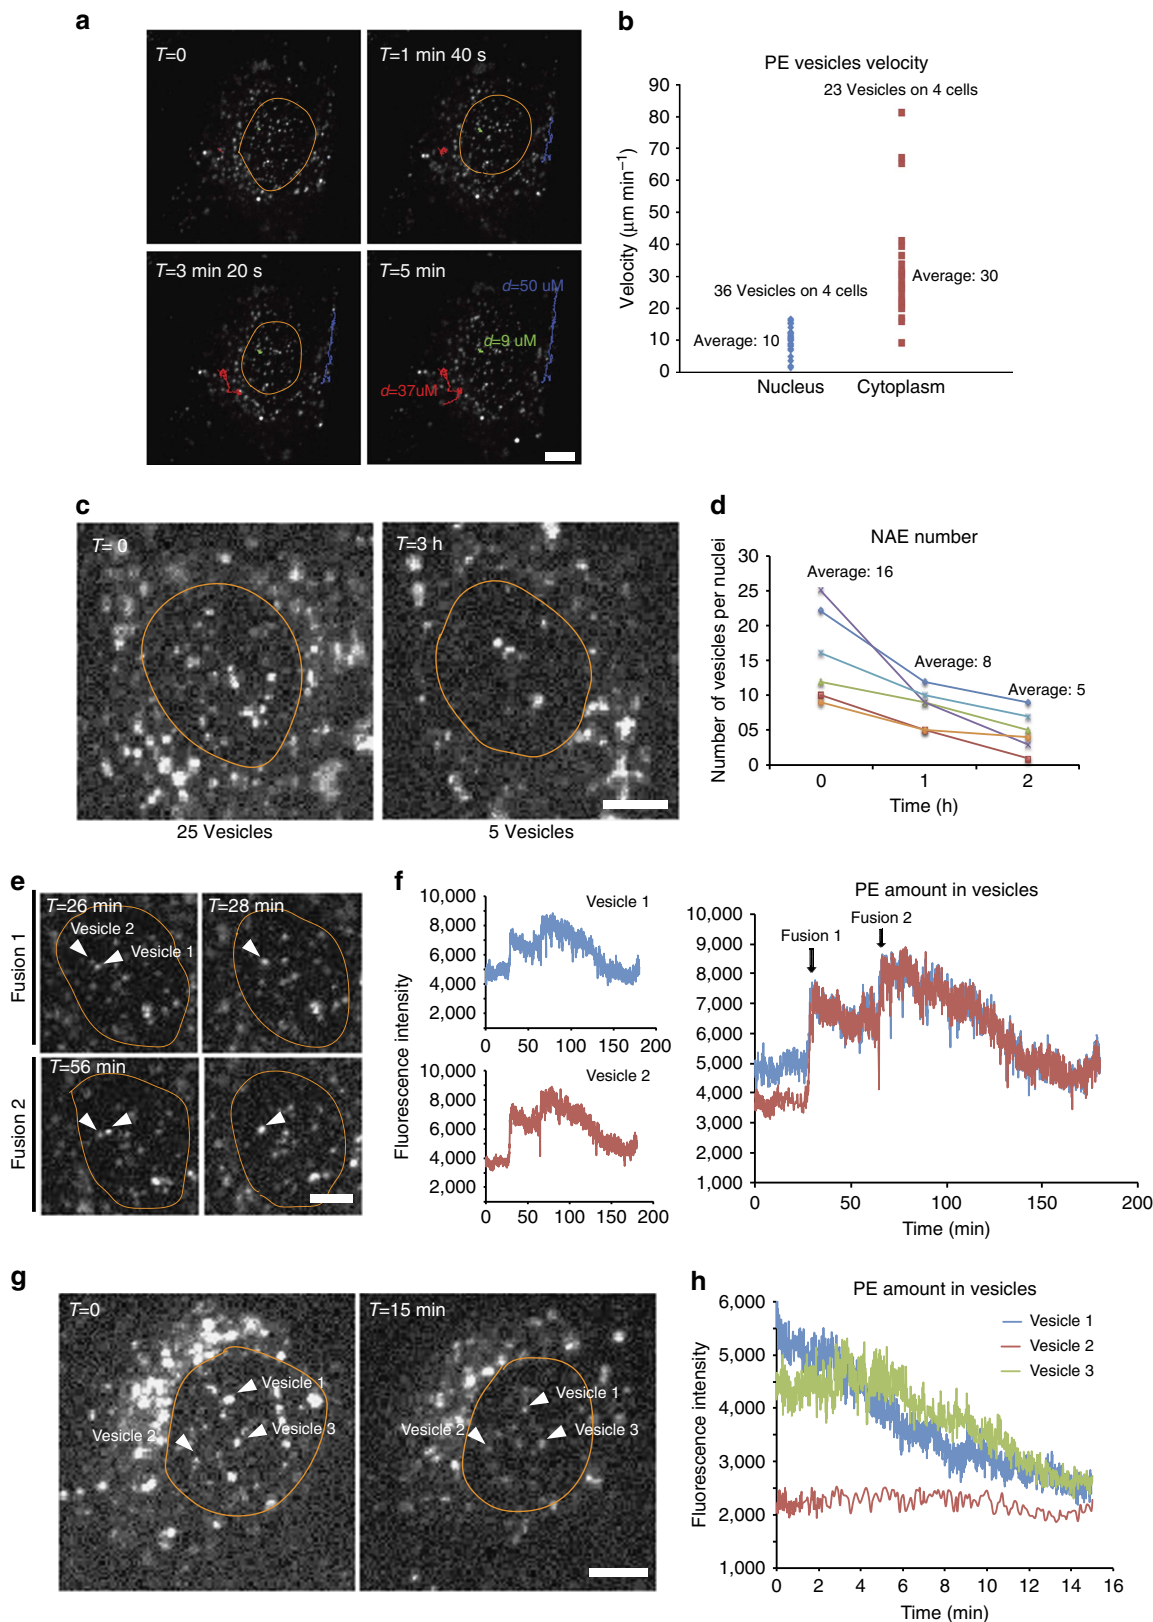 a
T=0
T=1 min 40 s
T=3 min 20 s
T=5 min
d=50 uM
d=9 uM
d=37uM
b
PE vesicles velocity
23 Vesicles on 4 cells
36 Vesicles on 4 cells
Average: 30
Average: 10
Velocity (μm min⁻¹)
90
80
70
60
50
40
30
20
10
0
Nucleus
Cytoplasm
c
T= 0
T=3 h
25 Vesicles
5 Vesicles
d
NAE number
Number of vesicles per nuclei
30
25
20
15
10
05
0
Average: 16
Average: 8
Average: 5
0 1 2
Time (h)
e
Fusion 1
T=26 min
Vesicle 2
Vesicle 1
T=28 min
Fusion 2
T=56 min
f
Fluorescence intensity
10,000
8,000
6,000
4,000
2,000
Vesicle 1
0 50 100 150 200
10,000
8,000
6,000
4,000
2,000
Vesicle 2
0 50 100 150 200
PE amount in vesicles
10,000
9,000
8,000
7,000
6,000
5,000
4,000
3,000
2,000
1,000
Fusion 1
Fusion 2
0 50 100 150 200
Time (min)
g
T=0
Vesicle 1
Vesicle 2
Vesicle 3
T=15 min
Vesicle 1
Vesicle 2
Vesicle 3
h
PE amount in vesicles
Fluorescence intensity
6,000
5,000
4,000
3,000
2,000
1,000
Vesicle 1
Vesicle 2
Vesicle 3
0 2 4 6 8 10 12 14 16
Time (min)